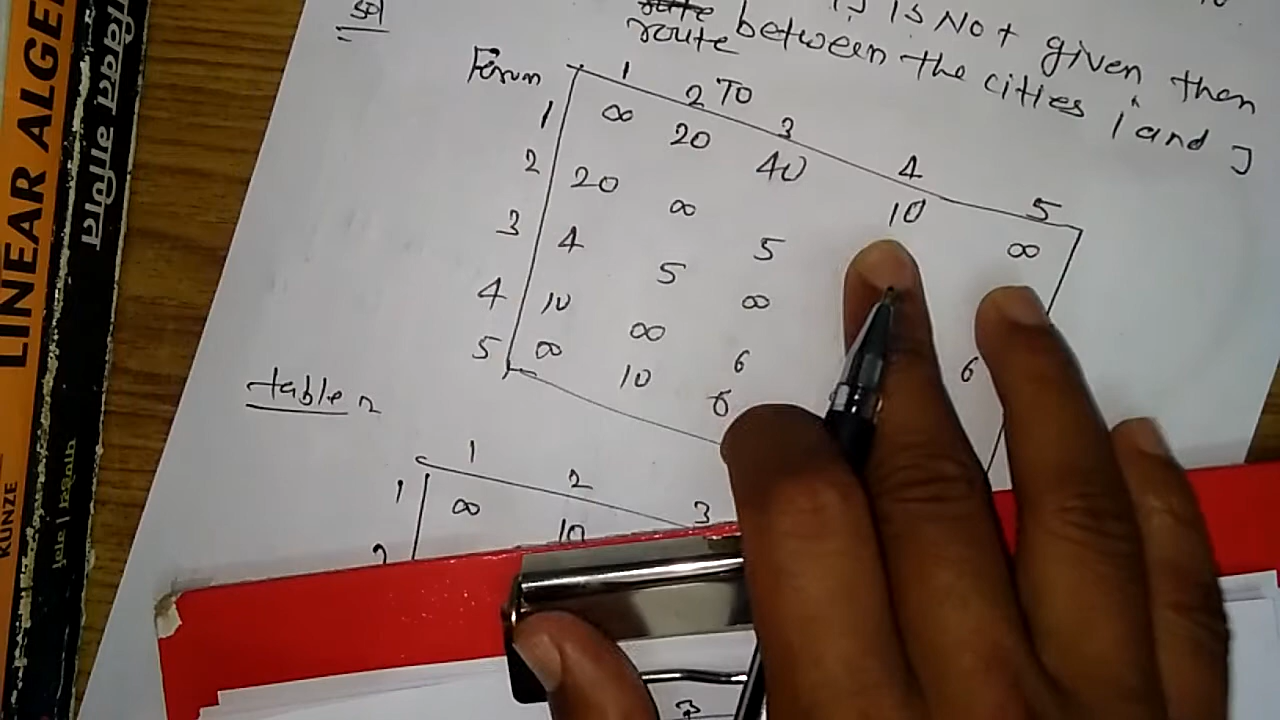 Is Not given then
route between the cities i and J
Sol
From To
1 2 3 4 5
1 ∞ 20 40 10 ∞
2 20 ∞ 5
3 4 5 ∞ 6
4 10 ∞ 6
5 ∞ 10 6
table 2
1 2 3
1 ∞ 10
2
LINEAR ALGE
KUNZE